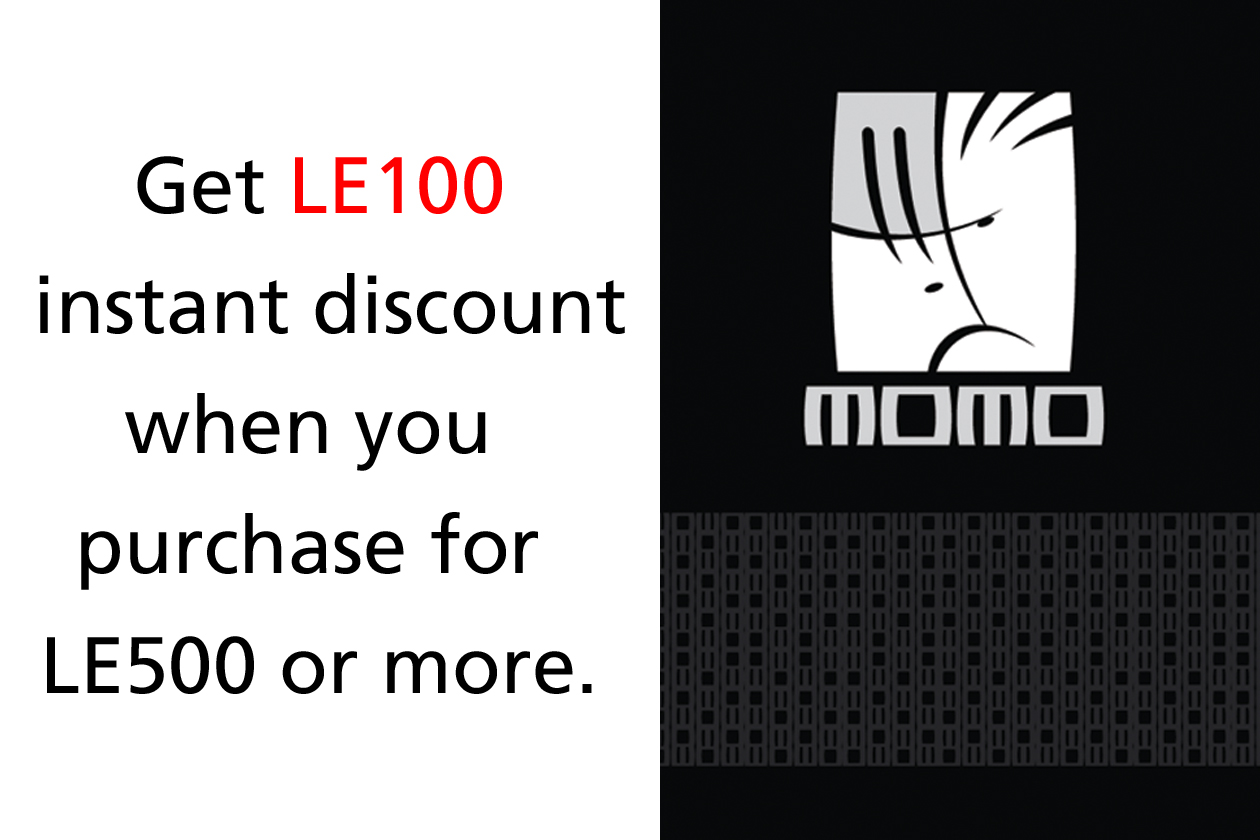 Get LE100
instant discount
when you
purchase for
LE500 or more.
MOMO